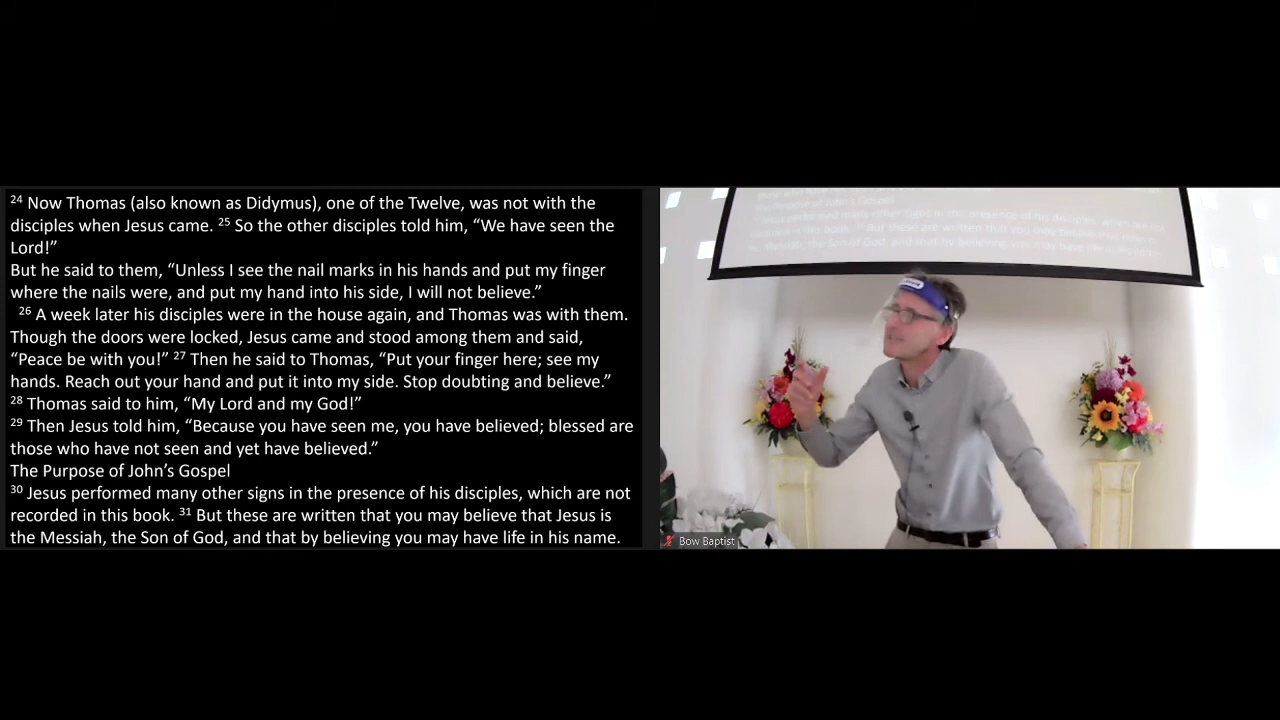 24 Now Thomas (also known as Didymus), one of the Twelve, was not with the
disciples when Jesus came. 25 So the other disciples told him, “We have seen the
Lord!”
But he said to them, “Unless I see the nail marks in his hands and put my finger
where the nails were, and put my hand into his side, I will not believe.”
26 A week later his disciples were in the house again, and Thomas was with them.
Though the doors were locked, Jesus came and stood among them and said,
“Peace be with you!” 27 Then he said to Thomas, “Put your finger here; see my
hands. Reach out your hand and put it into my side. Stop doubting and believe.”
28 Thomas said to him, “My Lord and my God!”
29 Then Jesus told him, “Because you have seen me, you have believed; blessed are
those who have not seen and yet have believed.”
The Purpose of John’s Gospel
30 Jesus performed many other signs in the presence of his disciples, which are not
recorded in this book. 31 But these are written that you may believe that Jesus is
the Messiah, the Son of God, and that by believing you may have life in his name.
Bow Baptist